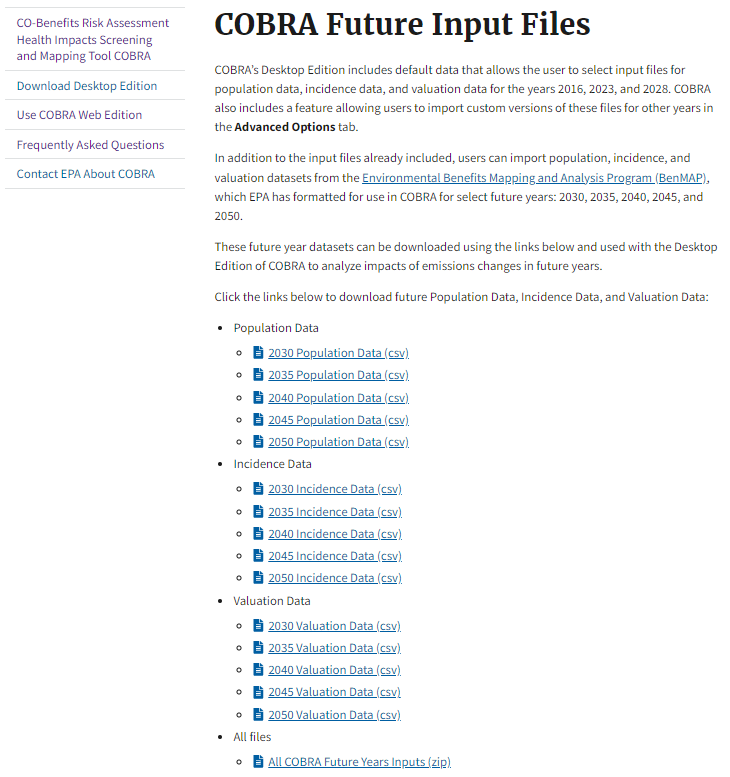 CO-Benefits Risk Assessment
Health Impacts Screening
and Mapping Tool COBRA
Download Desktop Edition
Use COBRA Web Edition
Frequently Asked Questions
Contact EPA About COBRA
COBRA Future Input Files
COBRA's Desktop Edition includes default data that allows the user to select input files for
population data, incidence data, and valuation data for the years 2016, 2023, and 2028. COBRA
also includes a feature allowing users to import custom versions of these files for other years in
the Advanced Options tab.
In addition to the input files already included, users can import population, incidence, and
valuation datasets from the Environmental Benefits Mapping and Analysis Program (BenMAP),
which EPA has formatted for use in COBRA for select future years: 2030, 2035, 2040, 2045, and
2050.
These future year datasets can be downloaded using the links below and used with the Desktop
Edition of COBRA to analyze impacts of emissions changes in future years.
Click the links below to download future Population Data, Incidence Data, and Valuation Data:
Population Data
2030 Population Data (csv)
2035 Population Data (csv)
2040 Population Data (csv)
2045 Population Data (csv)
2050 Population Data (csv)
Incidence Data
2030 Incidence Data (csv)
2035 Incidence Data (csv)
2040 Incidence Data (csv)
2045 Incidence Data (csv)
2050 Incidence Data (csv)
Valuation Data
2030 Valuation Data (csv)
2035 Valuation Data (csv)
2040 Valuation Data (csv)
2045 Valuation Data (csv)
2050 Valuation Data (csv)
All files
All COBRA Future Years Inputs (zip)